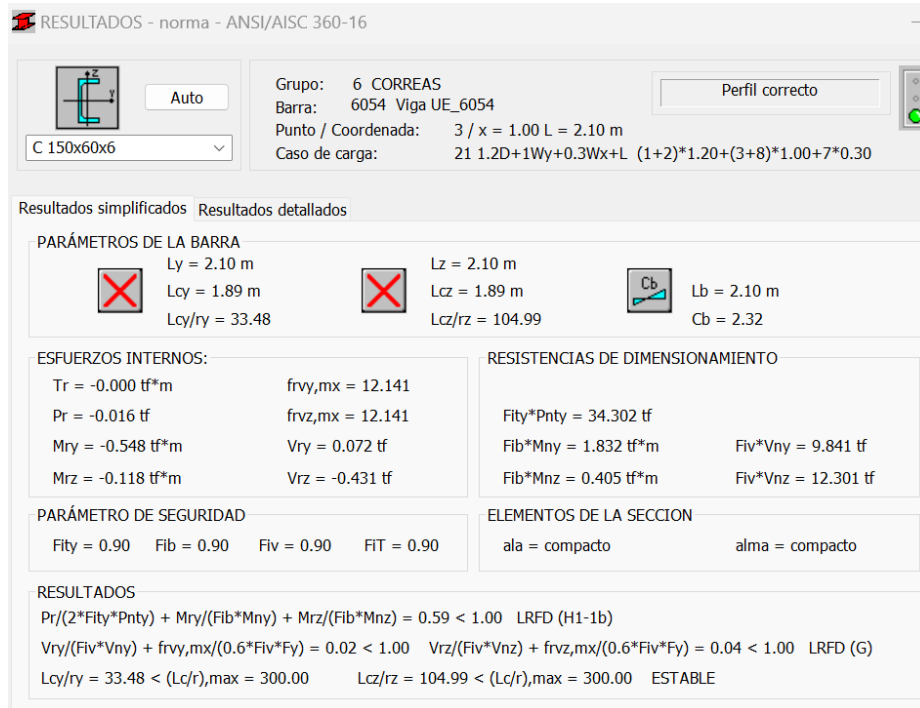 RESULTADOS - norma - ANSI/AISC 360-16
z
y
Auto
C 150x60x6
Grupo: 6 CORREAS
Barra: 6054 Viga UE_6054
Punto / Coordenada: 3 / x = 1.00 L = 2.10 m
Caso de carga: 21 1.2D+1Wy+0.3Wx+L (1+2)*1.20+(3+8)*1.00+7*0.30
Perfil correcto
Resultados simplificados Resultados detallados
PARÁMETROS DE LA BARRA
Ly = 2.10 m
Lcy = 1.89 m
Lcy/ry = 33.48
Lz = 2.10 m
Lcz = 1.89 m
Lcz/rz = 104.99
Cb
Lb = 2.10 m
Cb = 2.32
ESFUERZOS INTERNOS:
Tr = -0.000 tf*m frvy,mx = 12.141
Pr = -0.016 tf frvz,mx = 12.141
Mry = -0.548 tf*m Vry = 0.072 tf
Mrz = -0.118 tf*m Vrz = -0.431 tf
RESISTENCIAS DE DIMENSIONAMIENTO
Fity*Pnty = 34.302 tf
Fib*Mny = 1.832 tf*m Fiv*Vny = 9.841 tf
Fib*Mnz = 0.405 tf*m Fiv*Vnz = 12.301 tf
PARÁMETRO DE SEGURIDAD
Fity = 0.90 Fib = 0.90 Fiv = 0.90 FiT = 0.90
ELEMENTOS DE LA SECCION
ala = compacto alma = compacto
RESULTADOS
Pr/(2*Fity*Pnty) + Mry/(Fib*Mny) + Mrz/(Fib*Mnz) = 0.59 < 1.00 LRFD (H1-1b)
Vry/(Fiv*Vny) + frvy,mx/(0.6*Fiv*Fy) = 0.02 < 1.00 Vrz/(Fiv*Vnz) + frvz,mx/(0.6*Fiv*Fy) = 0.04 < 1.00 LRFD (G)
Lcy/ry = 33.48 < (Lc/r),max = 300.00 Lcz/rz = 104.99 < (Lc/r),max = 300.00 ESTABLE